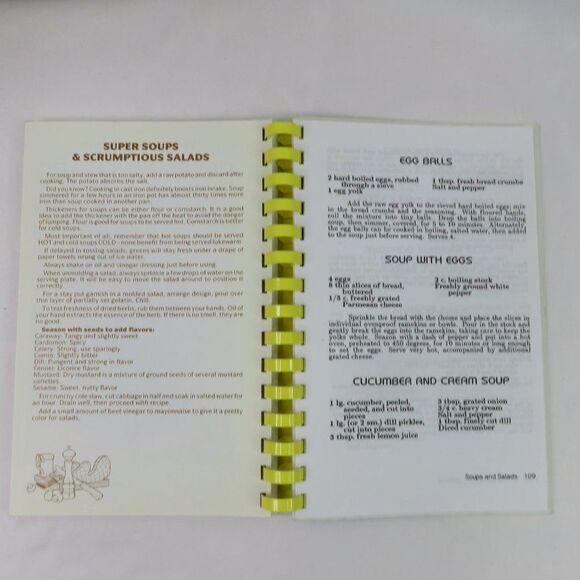 SUPER SOUPS
& SCRUMPTIOUS SALADS
For soup and stew that is too salty, add a raw potato and discard after
cooking. The potato absorbs the salt.
Did you know? Cooking in cast iron definitely boosts iron intake. Soup
simmered for a few hours in an iron pot has almost thirty times more
iron than soup cooked in another pan.
Thickeners for soup can be either flour or cornstarch. It is a good
idea to add the thickener with the pan off the heat to avoid the danger
of lumping. Flour is good for soups to be served hot. Cornstarch is better
for cold soups.
Most important of all, remember that hot soups should be served
HOT and cold soups COLD - none benefit from being served lukewarm.
If delayed in tossing salads, greens will stay fresh under a drape of
paper towels wrung out of ice water.
Always shake on oil and vinegar dressing just before using.
When unmolding a salad, always sprinkle a few drops of water on the
serving plate. It will be easy to move the salad around to position it
correctly.
For a stay put garnish in a molded salad, arrange design, pour over
thin layer of partially set gelatin. Chill.
To test freshness of dried herbs, rub them between your hands. Oil of
your hand extracts the essence of the herb. If there is no smell, they are
no good.
Season with seeds to add flavors:
Caraway: Tangy and slightly sweet
Cardomon: Spicy
Celery: Strong, use sparingly
Cumin: Slightly bitter
Dill: Pungent and strong in flavor
Fennel: Licorice flavor
Mustard: Dry mustard is a mixture of ground seeds of several mustard
varieties.
Sesame: Sweet, nutty flavor
For crunchy cole slaw, cut cabbage in half and soak in salted water for
an hour. Drain well, then proceed with recipe.
Add a small amount of beet vinegar to mayonnaise to give it a pretty
color for salads.
EGG BALLS
2 hard boiled eggs, rubbed
through a sieve
1 egg yolk
1 tbsp. fresh bread crumbs
Salt and pepper
Add the raw egg yolk to the sieved hard boiled eggs; mix
in the bread crumbs and the seasoning. With floured hands,
roll the mixture into tiny balls. Drop the balls into boiling
soup, then simmer, covered, for 5 to 10 minutes. Alternately,
the egg balls can be cooked in boiling, salted water, then added
to the soup just before serving. Serves 4.
SOUP WITH EGGS
4 eggs
8 thin slices of bread,
buttered
1/3 c. freshly grated
Parmesan cheese
2 c. boiling stock
Freshly ground white
pepper
Sprinkle the bread with the cheese and place the slices in
individual ovenproof ramekins or bowls. Pour in the stock and
gently break the eggs into the ramekins, taking care to keep the
yolks whole. Season with a dash of pepper and put into a hot
oven, preheated to 450 degrees, for 10 minutes or long enough
to set the eggs. Serve very hot, accompanied by additional
grated cheese.
CUCUMBER AND CREAM SOUP
1 lg. cucumber, peeled,
seeded, and cut into
pieces
1 lg. (or 2 sm.) dill pickles,
cut into pieces
3 tbsp. fresh lemon juice
3 tbsp. grated onion
3/4 c. heavy cream
Salt and pepper
1 tbsp. finely cut dill
Diced cucumber
Soups and Salads 109